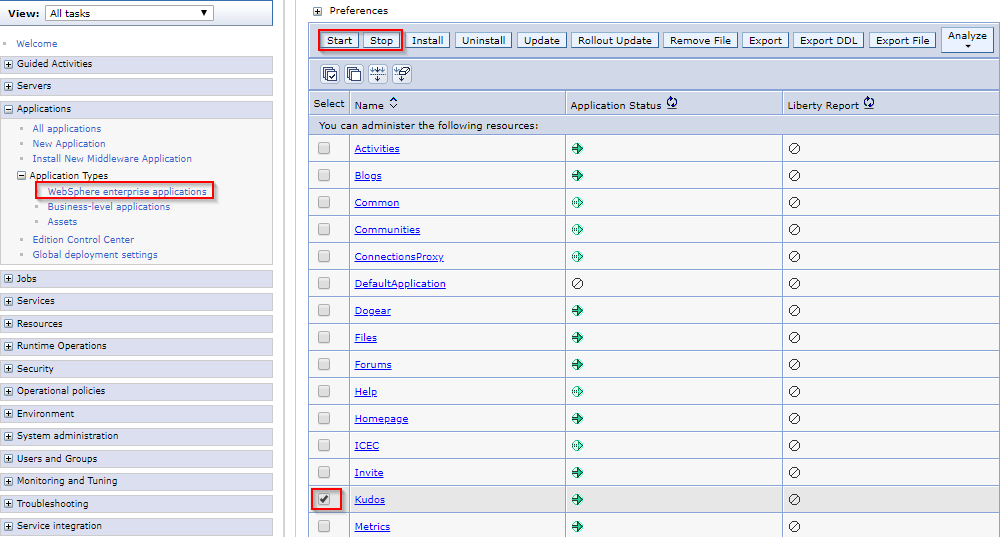 View: All tasks
Welcome
Guided Activities
Servers
Applications
All applications
New Application
Install New Middleware Application
Application Types
WebSphere enterprise applications
Business-level applications
Assets
Edition Control Center
Global deployment settings
Jobs
Services
Resources
Runtime Operations
Security
Operational policies
Environment
System administration
Users and Groups
Monitoring and Tuning
Troubleshooting
Service integration
Preferences
Start Stop Install Uninstall Update Rollout Update Remove File Export Export DDL Export File Analyze
Select Name Application Status Liberty Report
You can administer the following resources:
Activities
Blogs
Common
Communities
ConnectionsProxy
DefaultApplication
Dogear
Files
Forums
Help
Homepage
ICEC
Invite
Kudos
Metrics